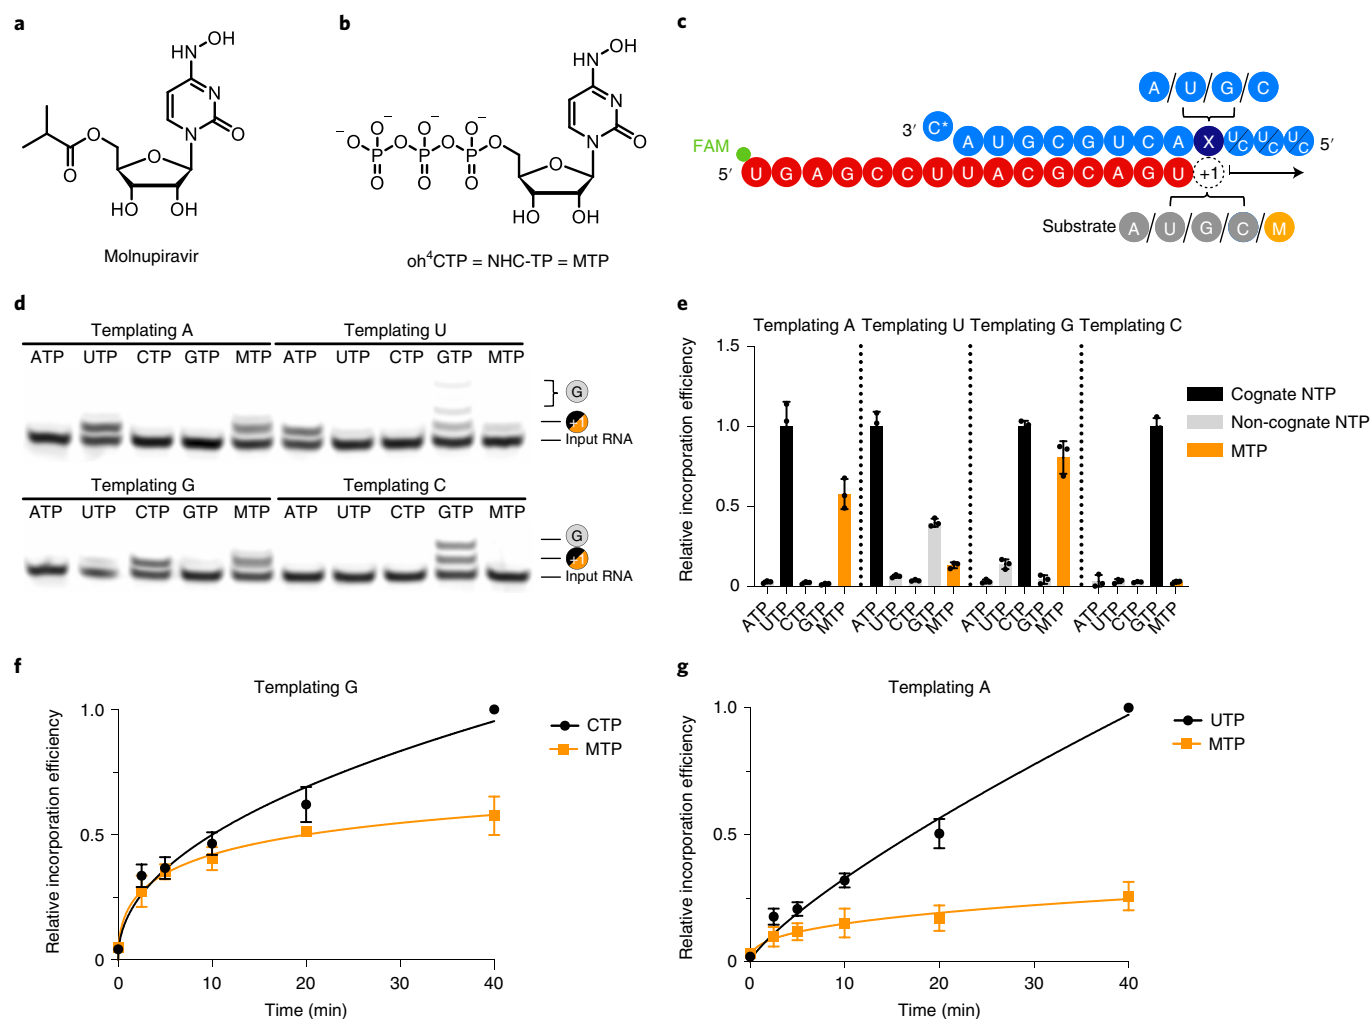 a
b
c
NH
OH
N
N
O
O
O
O
HO
OH
Molnupiravir
−O
−O
−O
P
O
P
O
P
O
O
O
O
O
HO
OH
NH
OH
N
N
O
oh4CTP = NHC-TP = MTP
A / U / G / C
3′ C* A U G C G U C A X U/C U/C U/C 5′
FAM
5′ U G A G C C U U A C G C A G U +1
Substrate A / U / G / C / M
d
Templating A Templating U
ATP UTP CTP GTP MTP ATP UTP CTP GTP MTP
G
+1
Input RNA
Templating G Templating C
ATP UTP CTP GTP MTP ATP UTP CTP GTP MTP
G
+1
Input RNA
e
Templating A Templating U Templating G Templating C
Relative incorporation efficiency
1.5
1.0
0.5
0
ATP UTP CTP GTP MTP ATP UTP CTP GTP MTP ATP UTP CTP GTP MTP ATP UTP CTP GTP MTP
Cognate NTP
Non-cognate NTP
MTP
f
Templating G
Relative incorporation efficiency
1.0
0.5
0
0 10 20 30 40
Time (min)
CTP
MTP
g
Templating A
Relative incorporation efficiency
1.0
0.5
0
0 10 20 30 40
Time (min)
UTP
MTP